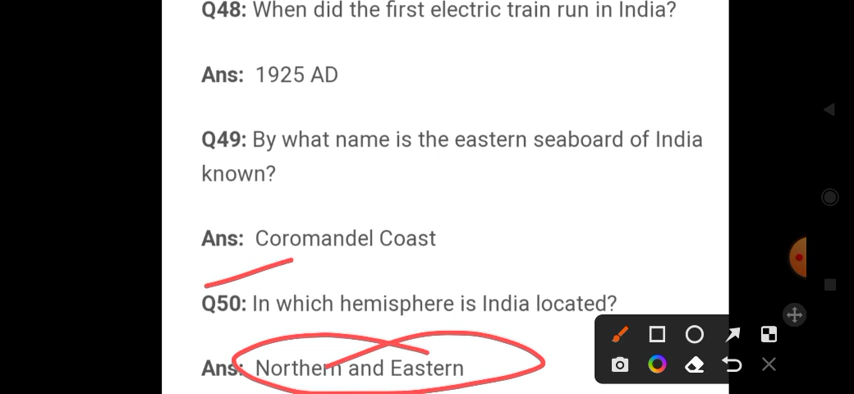 Q48: When did the first electric train run in India?
Ans: 1925 AD
Q49: By what name is the eastern seaboard of India
known?
Ans: Coromandel Coast
Q50: In which hemisphere is India located?
Ans: Northern and Eastern